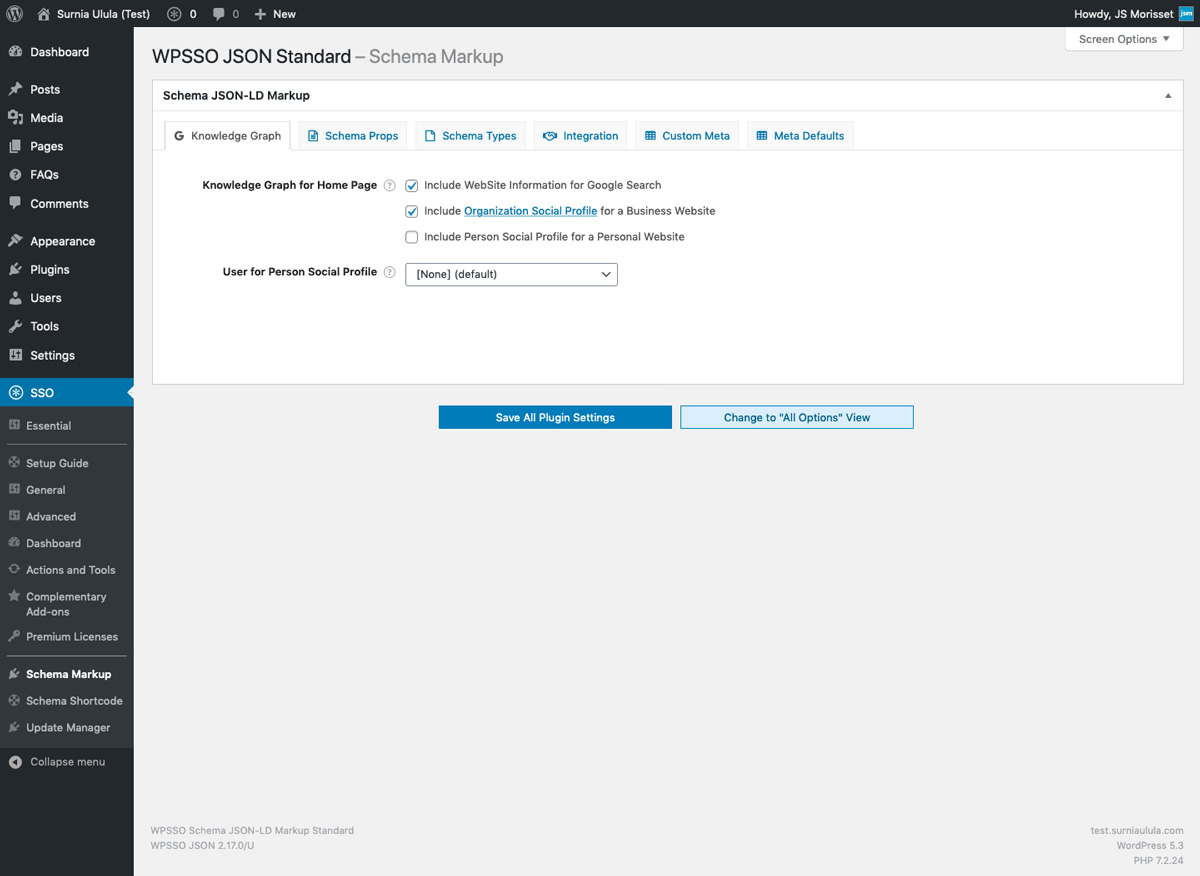 Surnia Ulula (Test) 0 0 New Howdy, JS Morisset jsm
Screen Options
Dashboard
Posts
Media
Pages
FAQs
Comments
Appearance
Plugins
Users
Tools
Settings
SSO
Essential
Setup Guide
General
Advanced
Dashboard
Actions and Tools
Complementary
Add-ons
Premium Licenses
Schema Markup
Schema Shortcode
Update Manager
Collapse menu
WPSSO JSON Standard – Schema Markup
Schema JSON-LD Markup
Knowledge Graph Schema Props Schema Types Integration Custom Meta Meta Defaults
Knowledge Graph for Home Page ? Include WebSite Information for Google Search
Include Organization Social Profile for a Business Website
Include Person Social Profile for a Personal Website
User for Person Social Profile ? [None] (default)
Save All Plugin Settings Change to "All Options" View
WPSSO Schema JSON-LD Markup Standard
WPSSO JSON 2.17.0/U
test.surniaulula.com
WordPress 5.3
PHP 7.2.24